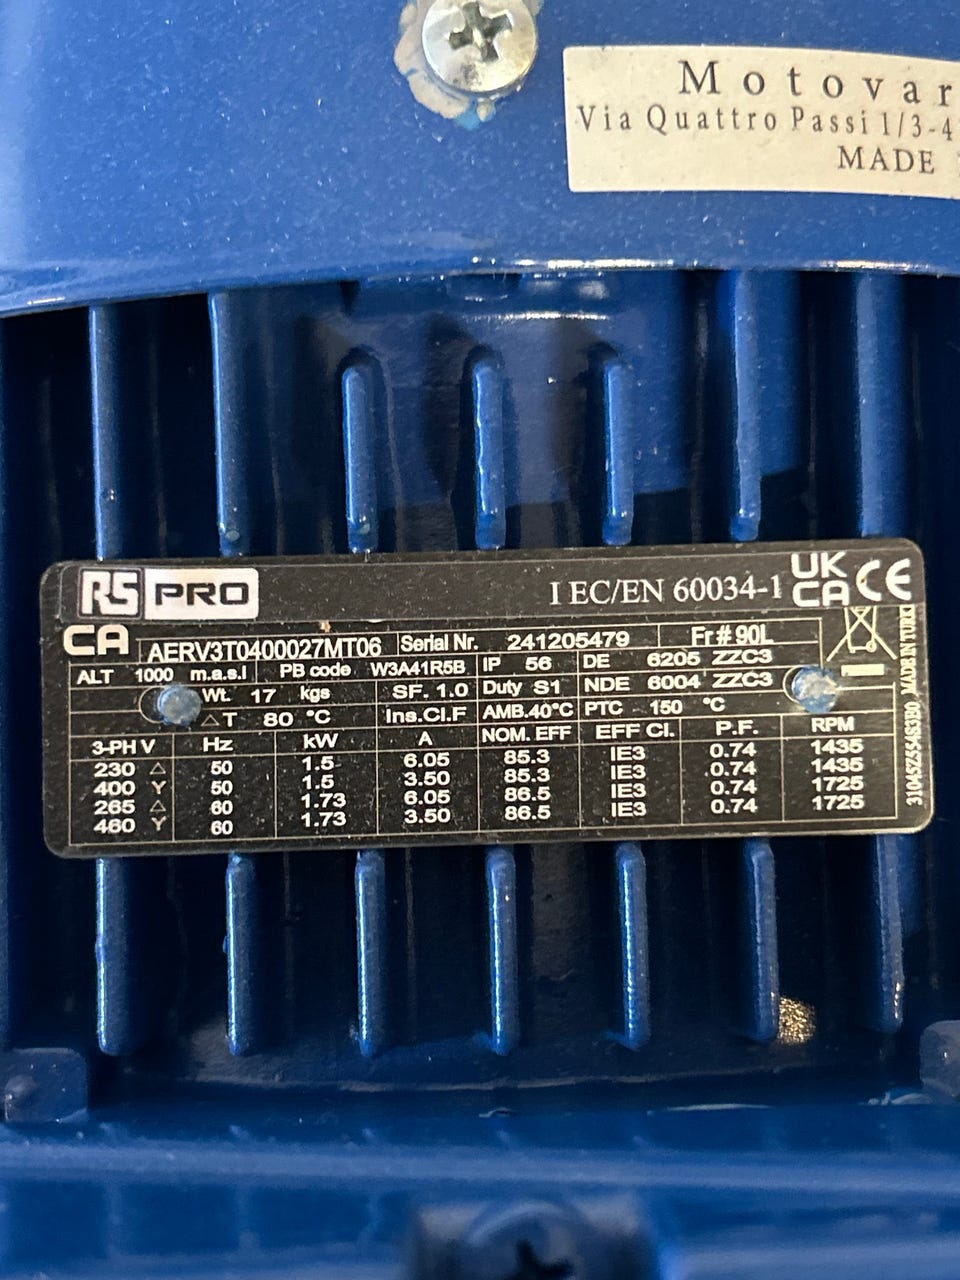 Motovar
Via Quattro Passi 1/3-4
MADE
RS PRO IEC/EN 60034-1 UK CA CE
CA AERV3T0400027MT06 Serial Nr. 241205479 Fr # 90L
ALT 1000 m.a.s.l PB code W3A41R5B IP 56 DE 6205 ZZC3
Wt. 17 kgs SF. 1.0 Duty S1 NDE 6004 ZZC3
△T 80 °C Ins.Cl.F AMB.40°C PTC - 150 °C
3-PH V Hz kW A NOM. EFF EFF Cl. P.F. RPM
230 △ 50 1.5 6.05 85.3 IE3 0.74 1435
400 Y 50 1.5 3.50 85.3 IE3 0.74 1435
265 △ 60 1.73 6.05 86.5 IE3 0.74 1725
460 Y 60 1.73 3.50 86.5 IE3 0.74 1725
MADE IN TURKI